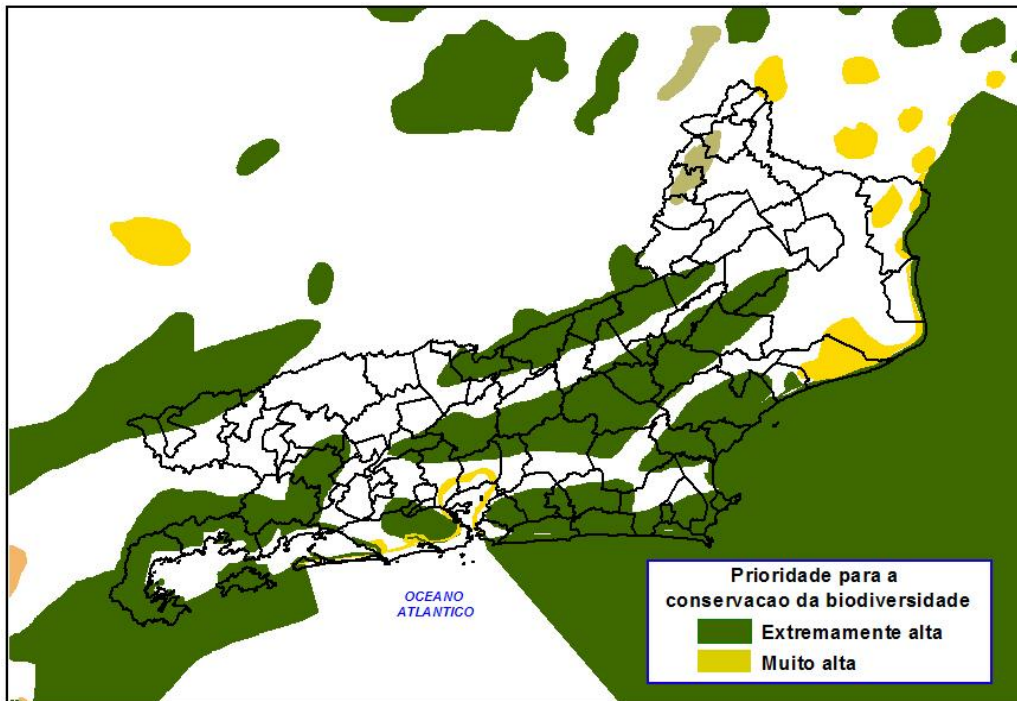 OCEANO
ATLANTICO
Prioridade para a
conservacao da biodiversidade
Extremamente alta
Muito alta